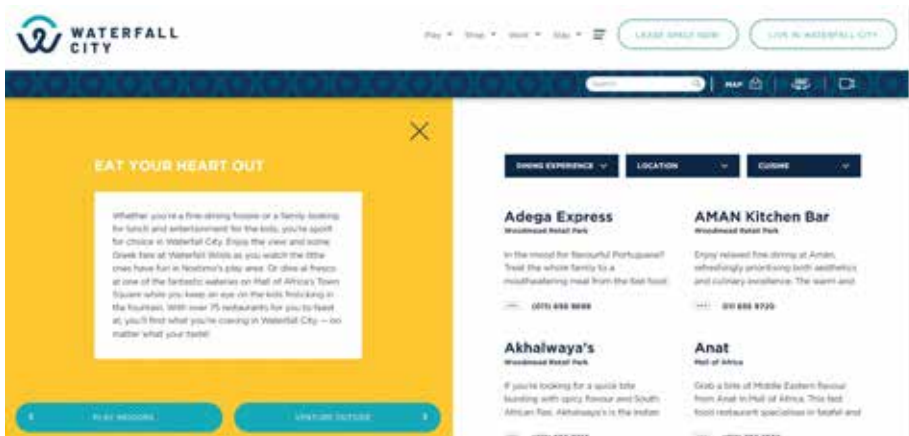 WATERFALL
CITY
Play Shop Work Stay
LEASE SPACE NOW
LIVE IN WATERFALL CITY
Search
MAP
EAT YOUR HEART OUT
Whether you're a fine-dining foodie or a family looking
for lunch and entertainment for the kids, you're spoilt
for choice in Waterfall City. Enjoy the view and some
Greek fare at Waterfall Wilds as you watch the little
ones have fun in Nostimo's play area. Or dine al fresco
at one of the fantastic eateries on Mall of Africa's Town
Square while you keep an eye on the kids frolicking in
the fountain. With over 75 restaurants for you to feast
at, you'll find what you're craving in Waterfall City – no
matter what your taste!
PLAY INDOORS
VENTURE OUTSIDE
DINING EXPERIENCE
LOCATION
CUISINE
Adega Express
Woodmead Retail Park
In the mood for flavourful Portuguese?
Treat the whole family to a
mouthwatering meal from the fast food
AMAN Kitchen Bar
Woodmead Retail Park
Enjoy relaxed fine dining at Aman,
refreshingly prioritising both aesthetics
and culinary excellence. The warm and
011 656 9720
Akhalwaya's
Woodmead Retail Park
If you're looking for a quick bite
bursting with spicy flavour and South
African flair, Akhalwaya's is the Indian
Anat
Mall of Africa
Grab a bite of Middle Eastern flavour
from Anat in Mall of Africa. This fast
food restaurant specialises in falafel and